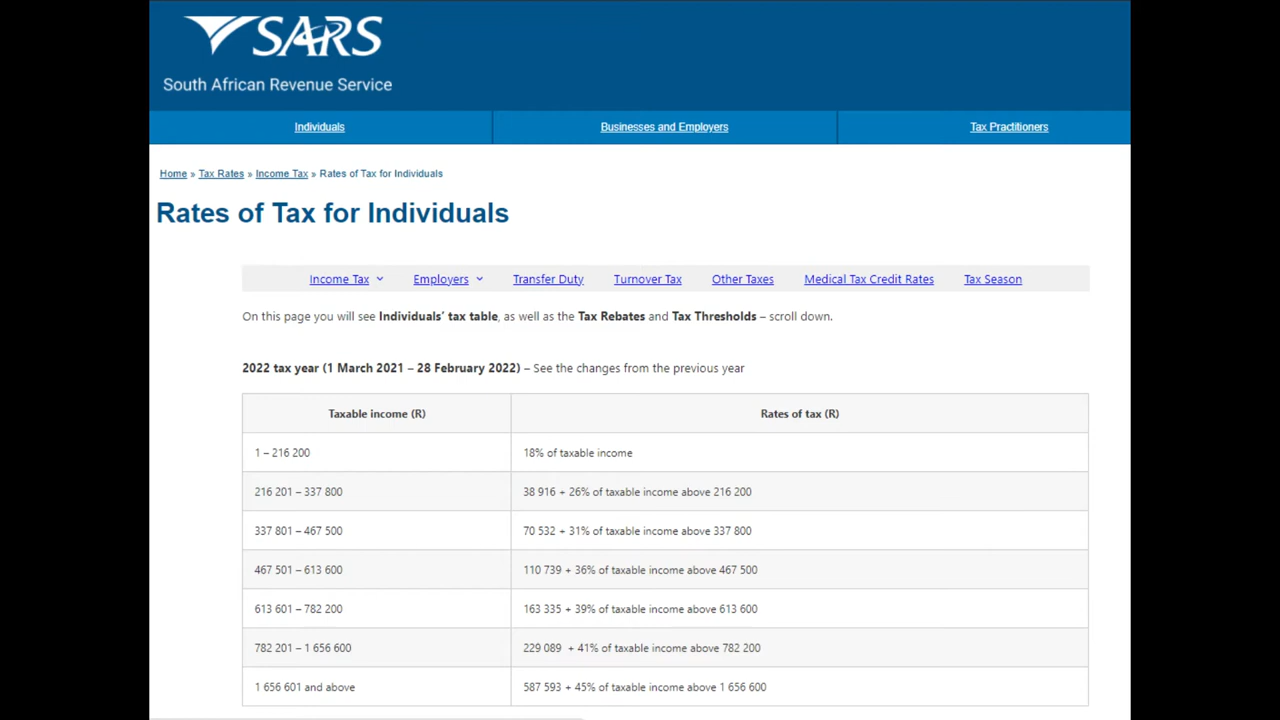 SARS
South African Revenue Service
Individuals Businesses and Employers Tax Practitioners
Home » Tax Rates » Income Tax » Rates of Tax for Individuals
Rates of Tax for Individuals
Income Tax Employers Transfer Duty Turnover Tax Other Taxes Medical Tax Credit Rates Tax Season
On this page you will see Individuals’ tax table, as well as the Tax Rebates and Tax Thresholds – scroll down.
2022 tax year (1 March 2021 – 28 February 2022) – See the changes from the previous year
Taxable income (R) Rates of tax (R)
1 – 216 200 18% of taxable income
216 201 – 337 800 38 916 + 26% of taxable income above 216 200
337 801 – 467 500 70 532 + 31% of taxable income above 337 800
467 501 – 613 600 110 739 + 36% of taxable income above 467 500
613 601 – 782 200 163 335 + 39% of taxable income above 613 600
782 201 – 1 656 600 229 089 + 41% of taxable income above 782 200
1 656 601 and above 587 593 + 45% of taxable income above 1 656 600